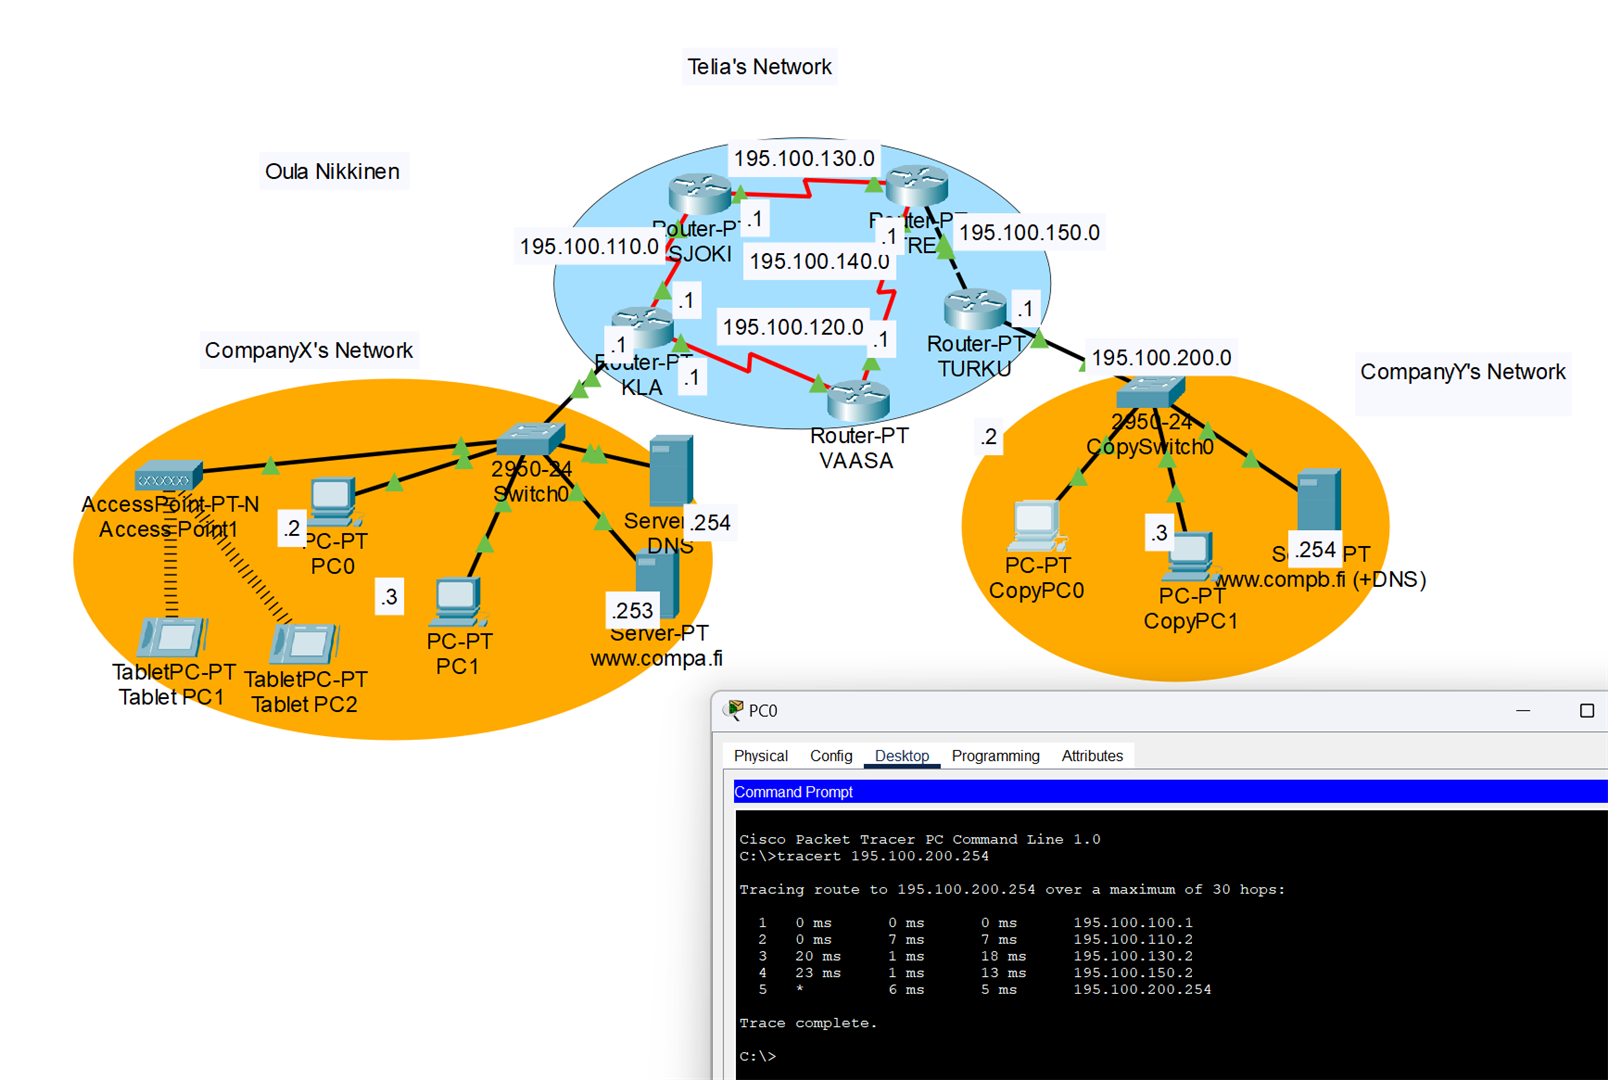 Telia's Network
Oula Nikkinen
195.100.130.0
.1
Router-PT
SJOKI
195.100.110.0
.1
TRE
195.100.150.0
195.100.140.0
.1
.1
195.100.120.0
.1
Router-PT
TURKU
.1
Router-PT
KLA
.1
Router-PT
VAASA
195.100.200.0
CompanyX's Network
CompanyY's Network
2950-24
Switch0
AccessPoint-PT-N
Access Point1
.2
PC-PT
PC0
.3
PC-PT
PC1
Server
DNS
.254
.253
Server-PT
www.compa.fi
TabletPC-PT
Tablet PC1
TabletPC-PT
Tablet PC2
2950-24
CopySwitch0
.2
PC-PT
CopyPC0
.3
PC-PT
CopyPC1
.254
www.compb.fi (+DNS)
PC0
Physical Config Desktop Programming Attributes
Command Prompt
Cisco Packet Tracer PC Command Line 1.0
C:\>tracert 195.100.200.254
Tracing route to 195.100.200.254 over a maximum of 30 hops:
1 0 ms 0 ms 0 ms 195.100.100.1
2 0 ms 7 ms 7 ms 195.100.110.2
3 20 ms 1 ms 18 ms 195.100.130.2
4 23 ms 1 ms 13 ms 195.100.150.2
5 * 6 ms 5 ms 195.100.200.254
Trace complete.
C:\>